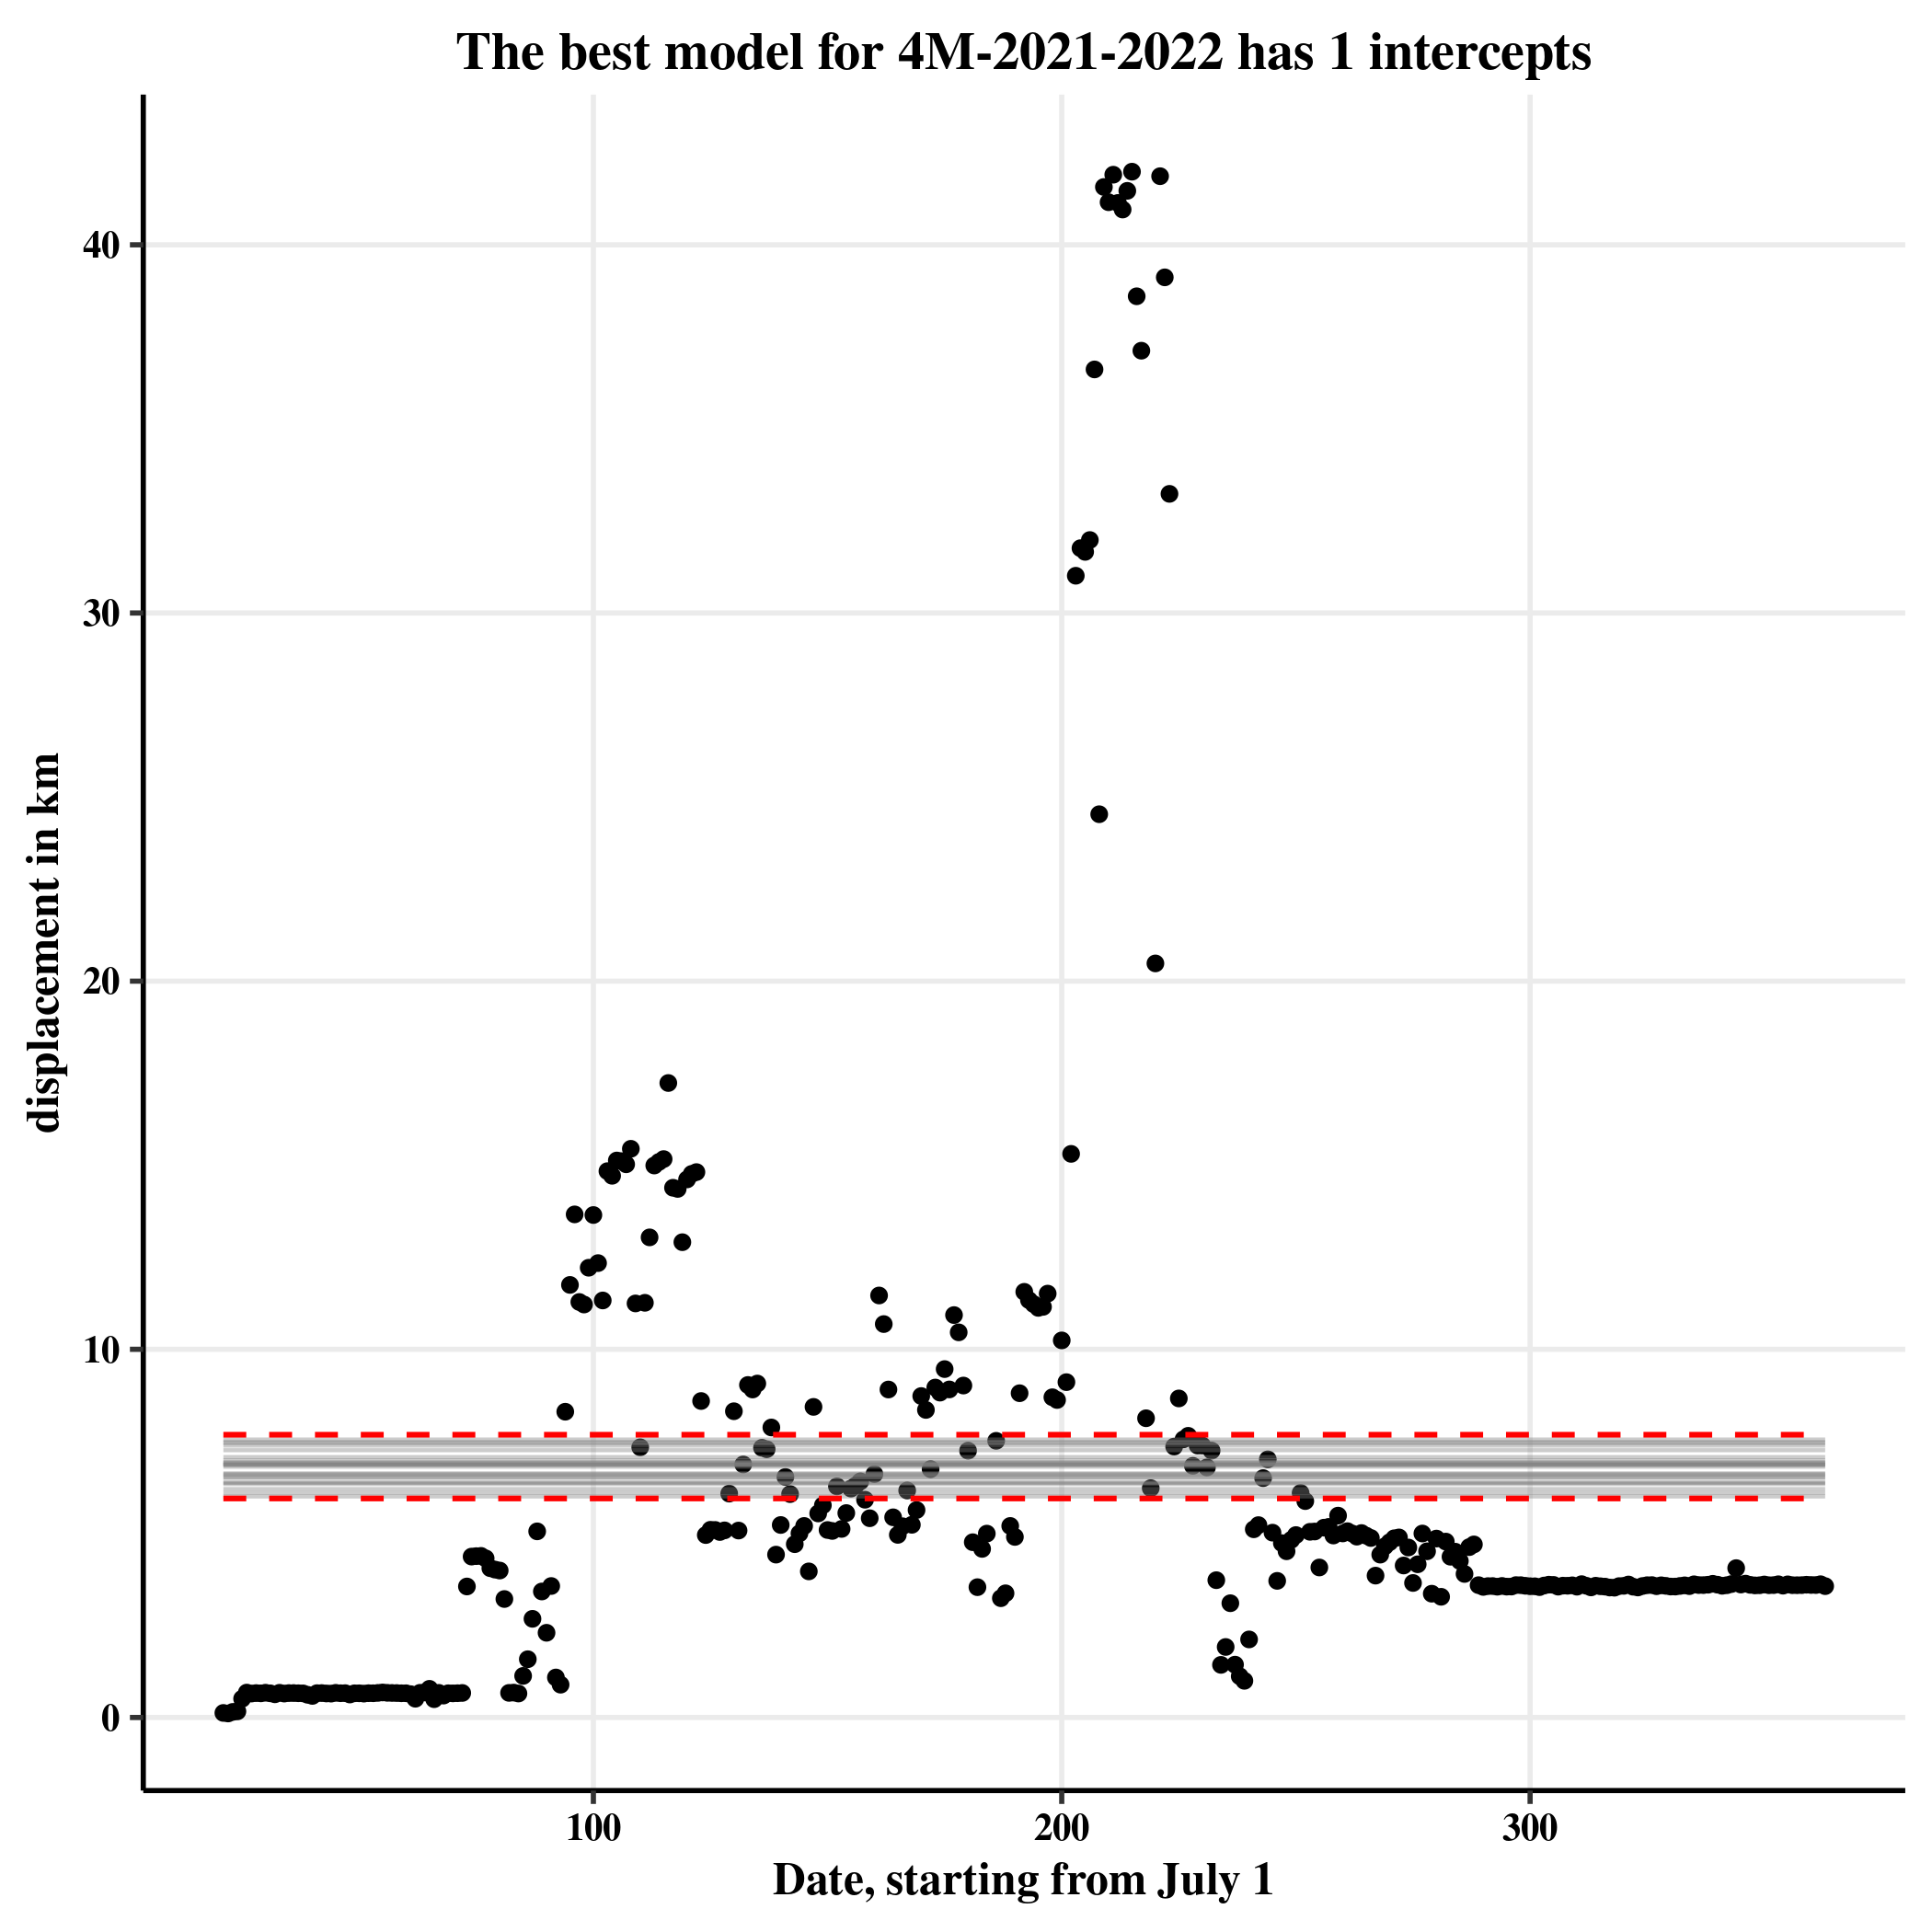 The best model for 4M-2021-2022 has 1 intercepts
displacement in km
40
30
20
10
0
100
200
300
Date, starting from July 1